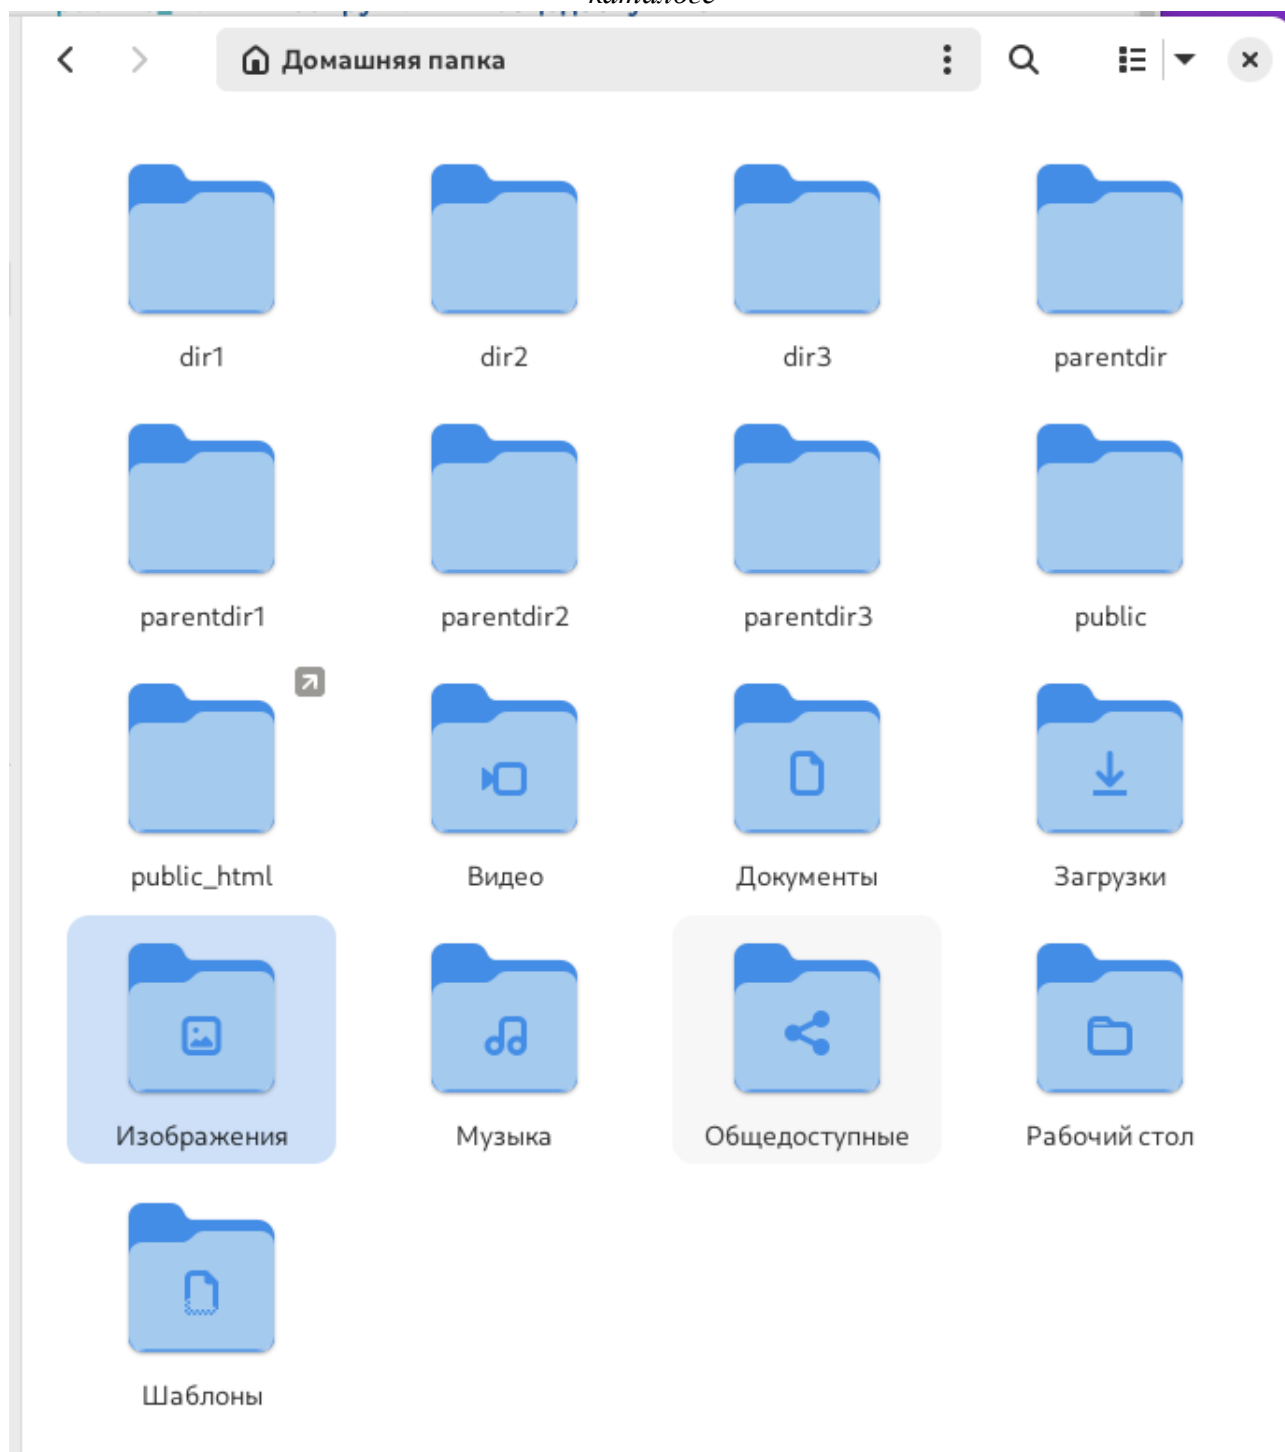 Домашняя папка
dir1 dir2 dir3 parentdir
parentdir1 parentdir2 parentdir3 public
public_html Видео Документы Загрузки
Изображения Музыка Общедоступные Рабочий стол
Шаблоны